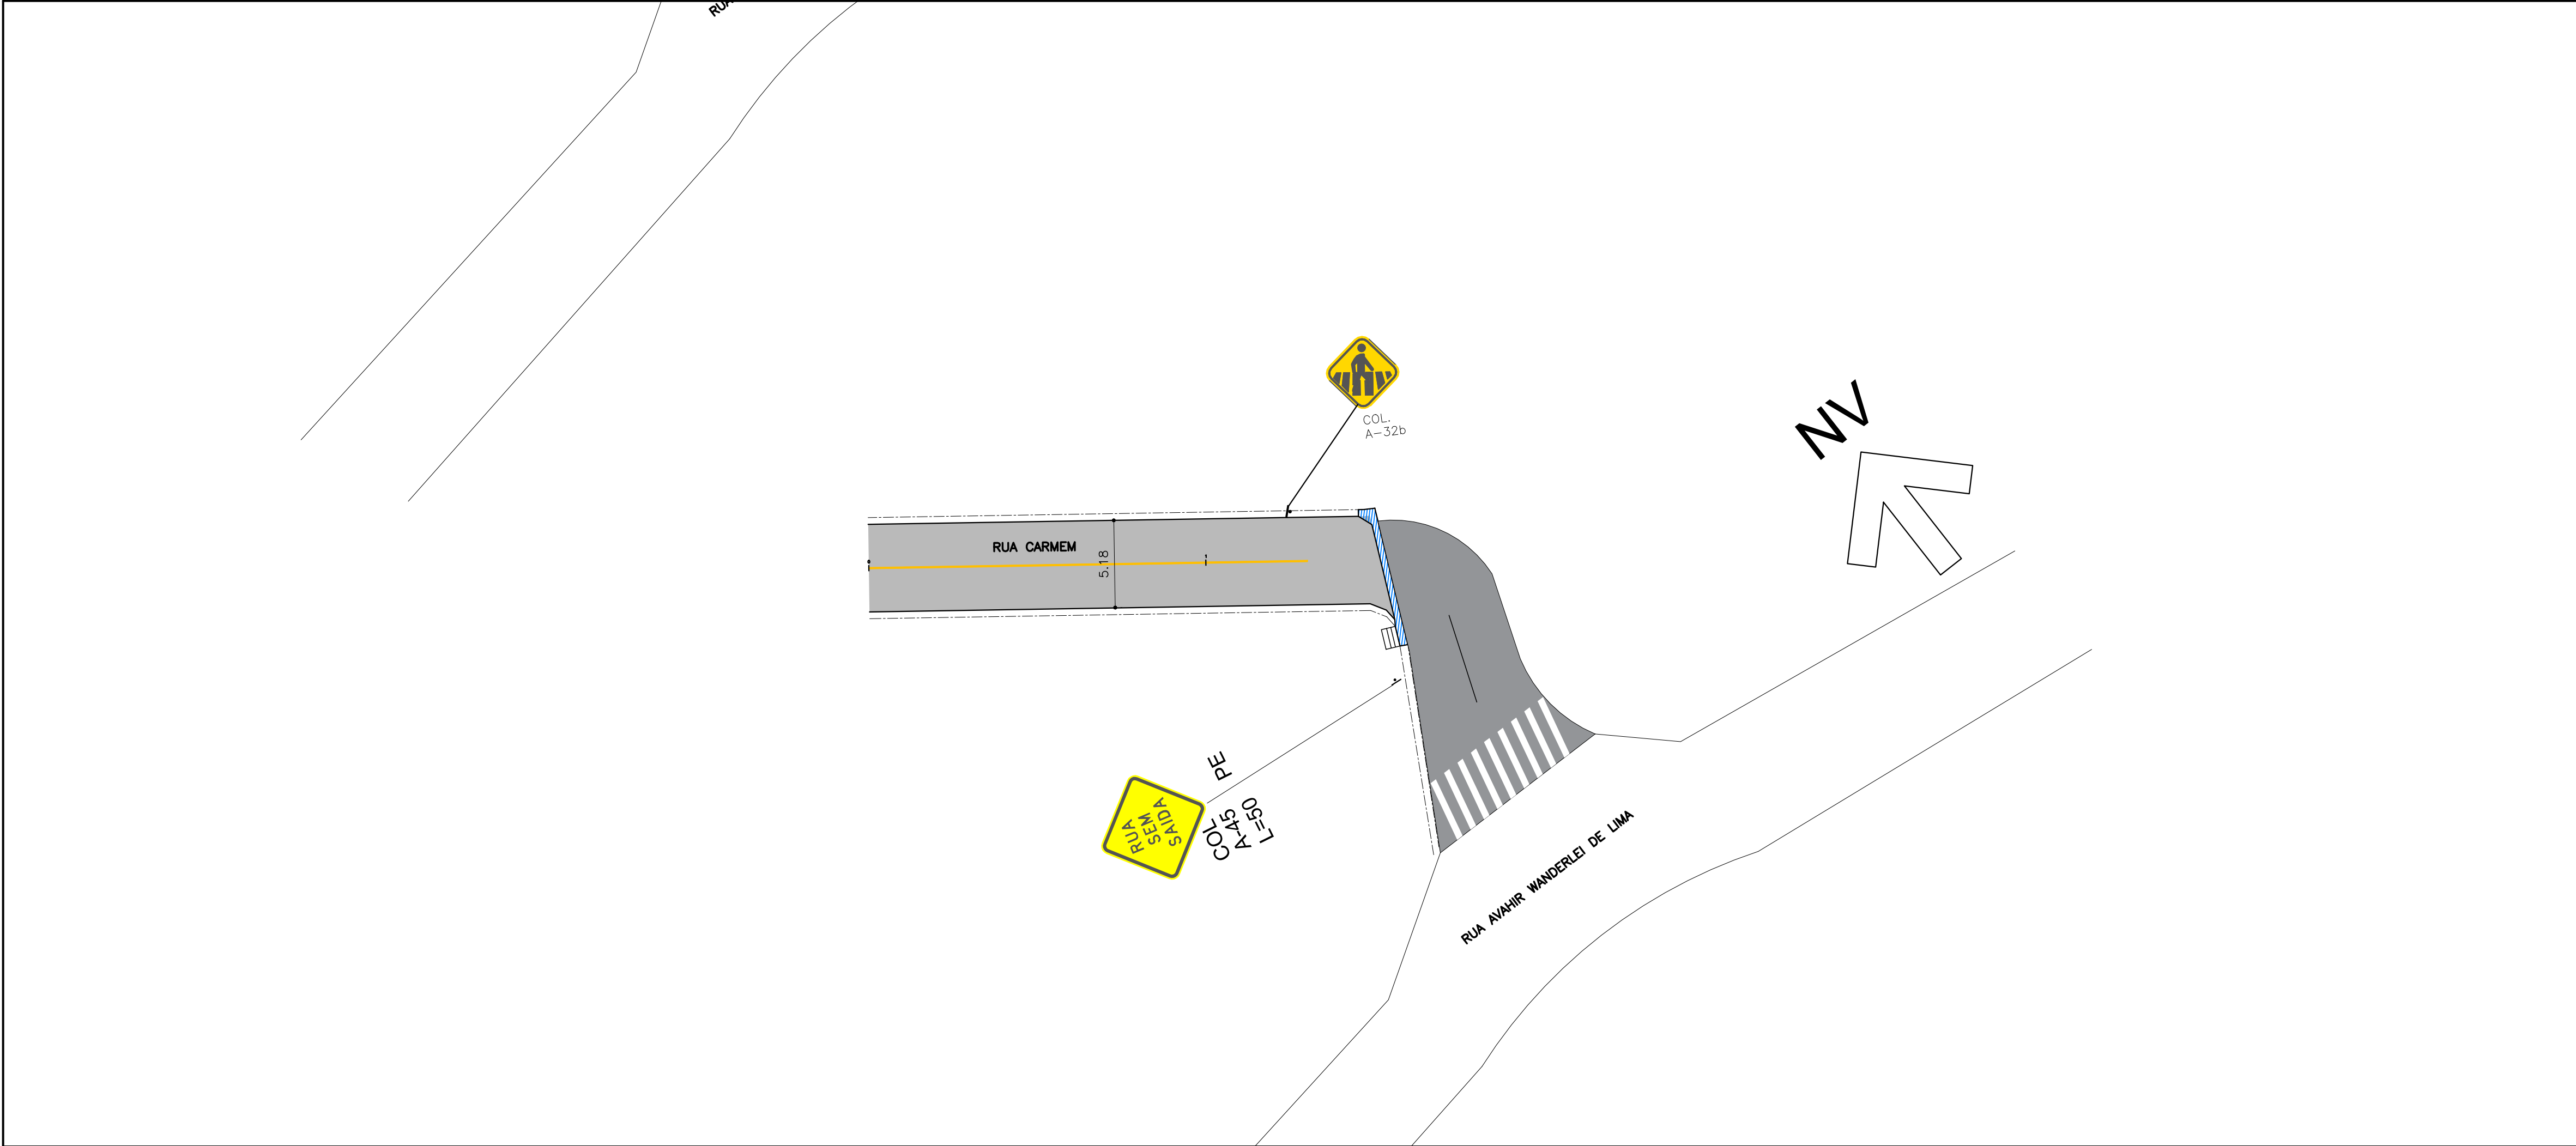 RUA
COL.
A-32b
NV
RUA CARMEM
5.18
RUA
SEM
SAIDA
PE
COL
A-45
L=50
RUA AVAHIR WANDERLEI DE LIMA